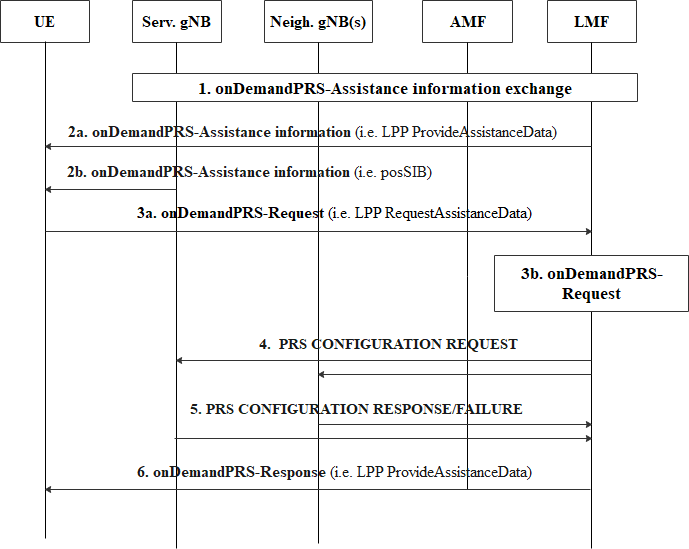 UE
Serv. gNB
Neigh. gNB(s)
AMF
LMF
1. onDemandPRS-Assistance information exchange
2a. onDemandPRS-Assistance information (i.e. LPP ProvideAssistanceData)
2b. onDemandPRS-Assistance information (i.e. posSIB)
3a. onDemandPRS-Request (i.e. LPP RequestAssistanceData)
3b. onDemandPRS-
Request
4. PRS CONFIGURATION REQUEST
5. PRS CONFIGURATION RESPONSE/FAILURE
6. onDemandPRS-Response (i.e. LPP ProvideAssistanceData)